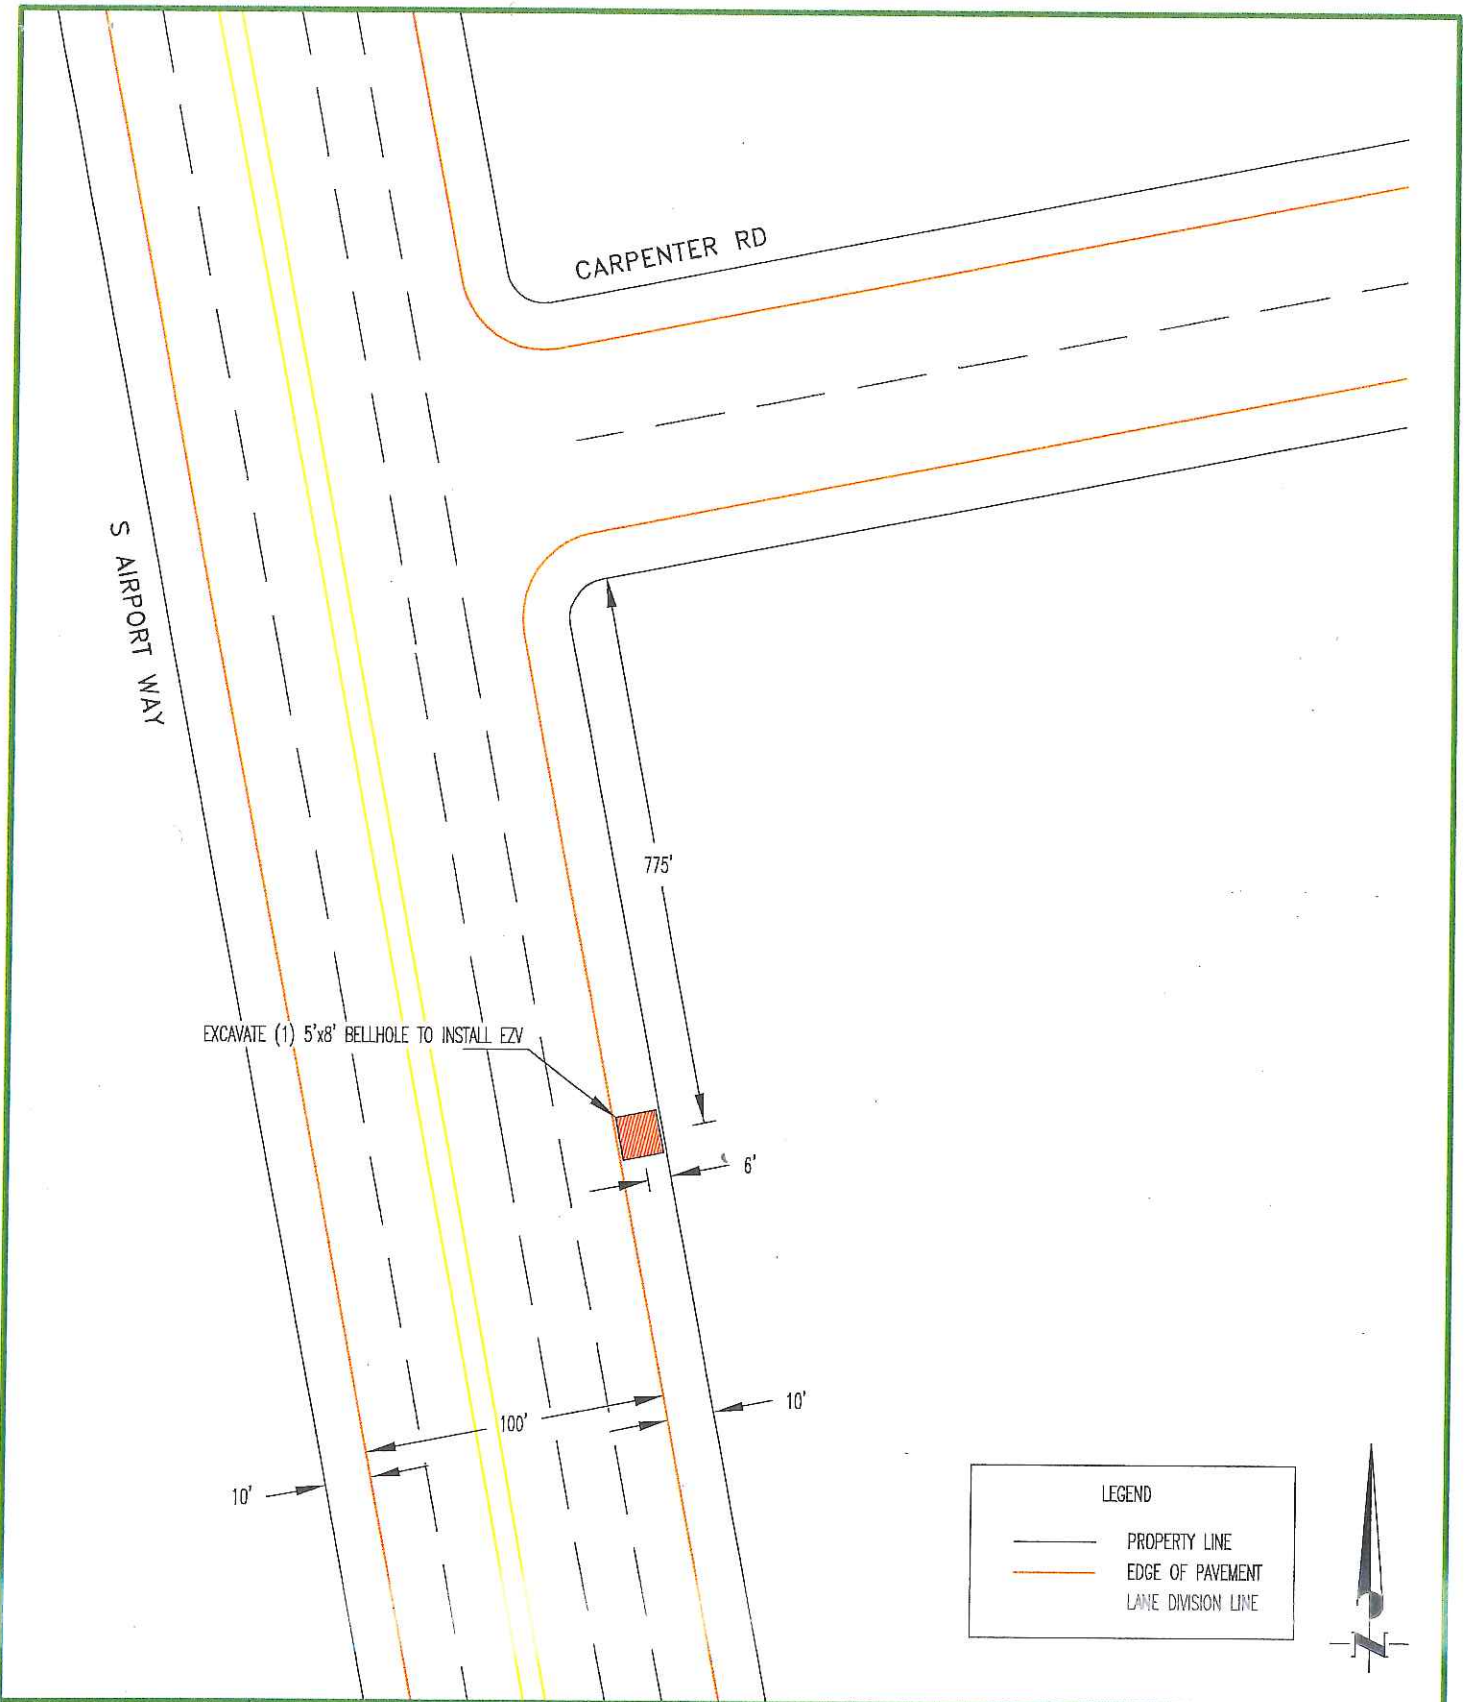 CARPENTER RD
S AIRPORT WAY
775'
EXCAVATE (1) 5'x8' BELLHOLE TO INSTALL EZV
6'
100'
10'
10'
LEGEND
PROPERTY LINE
EDGE OF PAVEMENT
LANE DIVISION LINE
N